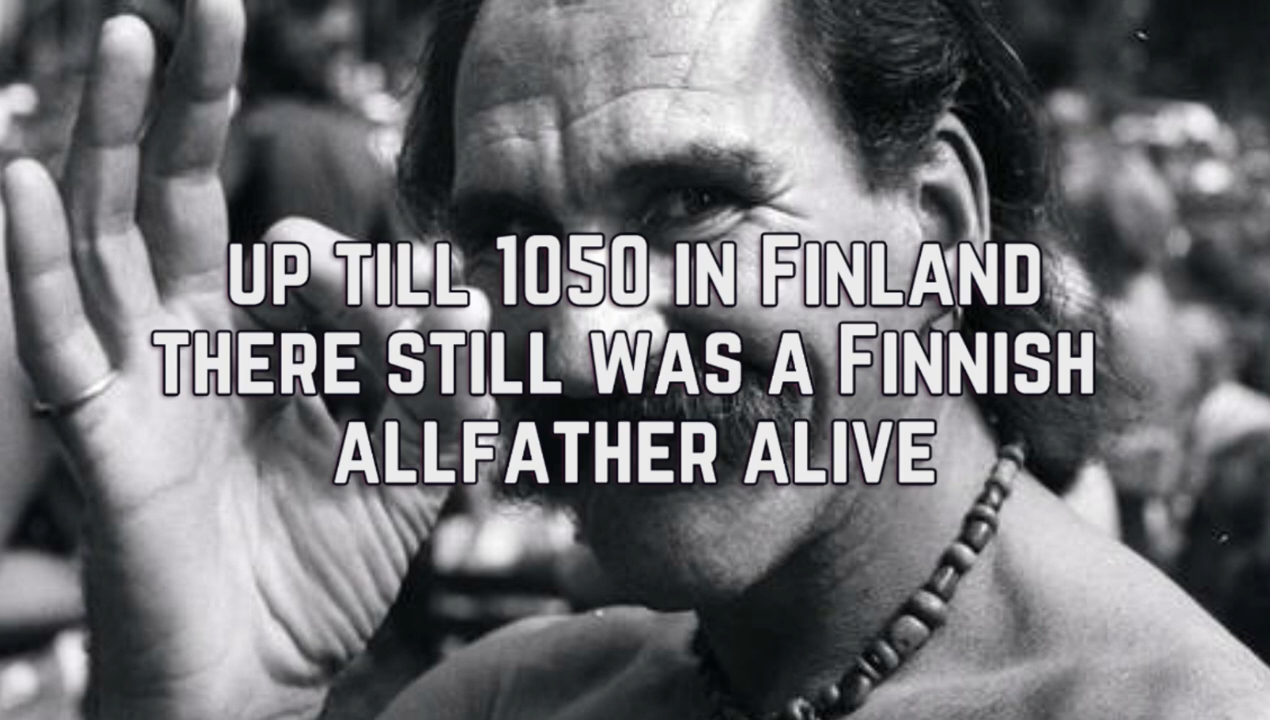 up till 1050 in Finland
there still was a Finnish
allfather alive